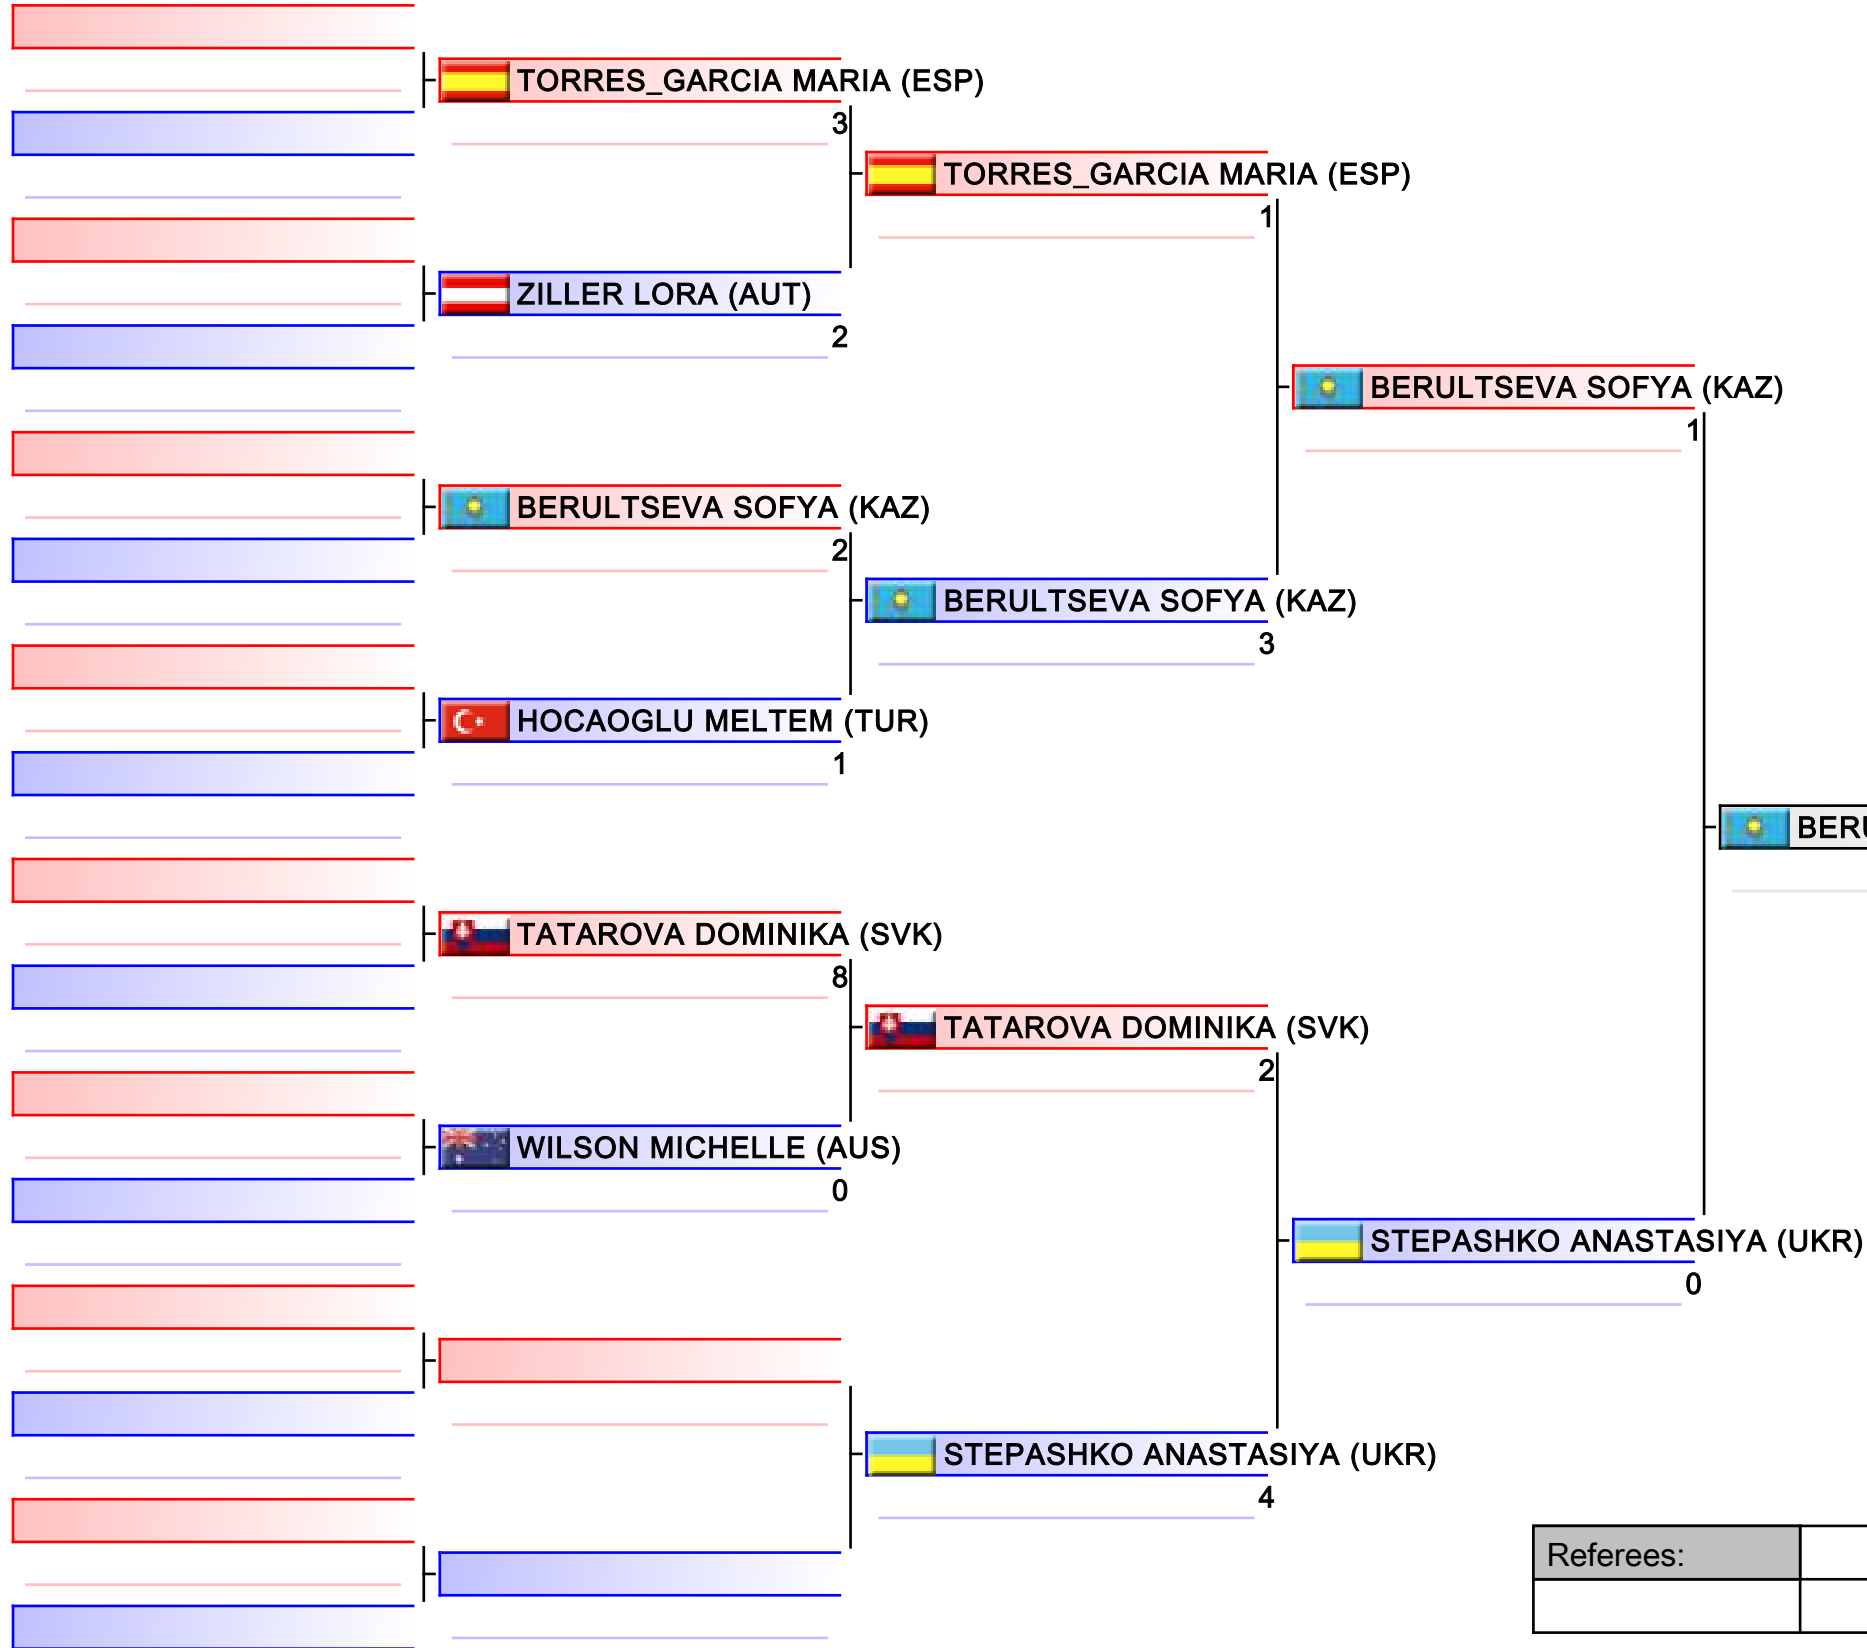 TORRES_GARCIA MARIA (ESP)
3
TORRES_GARCIA MARIA (ESP)
1
ZILLER LORA (AUT)
2
BERULTSEVA SOFYA (KAZ)
1
BERULTSEVA SOFYA (KAZ)
2
BERULTSEVA SOFYA (KAZ)
3
HOCAOGLU MELTEM (TUR)
1
BERU
TATAROVA DOMINIKA (SVK)
8
TATAROVA DOMINIKA (SVK)
2
WILSON MICHELLE (AUS)
0
STEPASHKO ANASTASIYA (UKR)
0
STEPASHKO ANASTASIYA (UKR)
4
Referees: